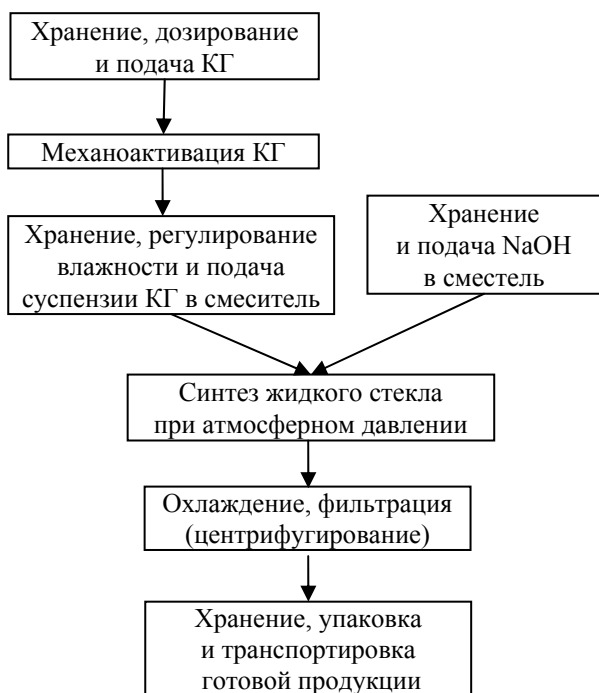 Хранение, дозирование
и подача КГ
Механоактивация КГ
Хранение, регулирование
влажности и подача
суспензии КГ в смеситель
Хранение
и подача NaOH
в сместель
Синтез жидкого стекла
при атмосферном давлении
Охлаждение, фильтрация
(центрифугирование)
Хранение, упаковка
и транспортировка
готовой продукции